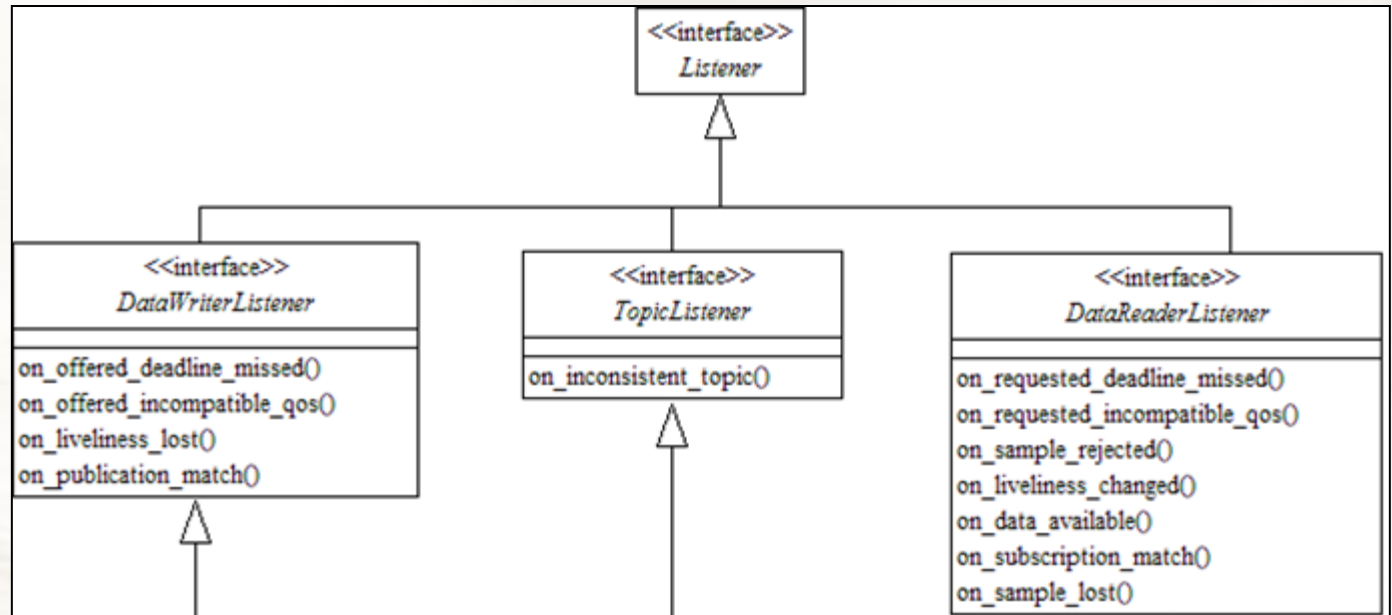 <<interface>>
Listener
<<interface>>
DataWriterListener
on_offered_deadline_missed()
on_offered_incompatible_qos()
on_liveliness_lost()
on_publication_match()
<<interface>>
TopicListener
on_inconsistent_topic()
<<interface>>
DataReaderListener
on_requested_deadline_missed()
on_requested_incompatible_qos()
on_sample_rejected()
on_liveliness_changed()
on_data_available()
on_subscription_match()
on_sample_lost()